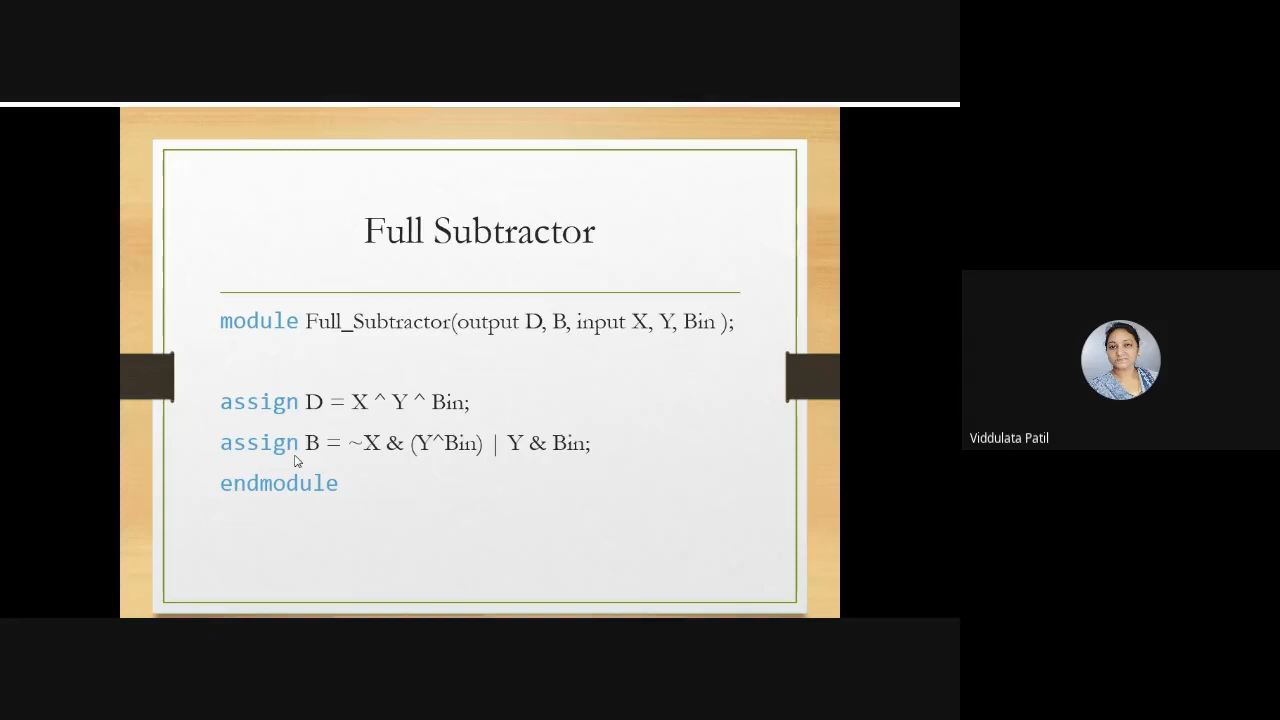 Full Subtractor
module Full_Subtractor(output D, B, input X, Y, Bin );
assign D = X ^ Y ^ Bin;
assign B = ~X & (Y^Bin) | Y & Bin;
endmodule
Viddulata Patil